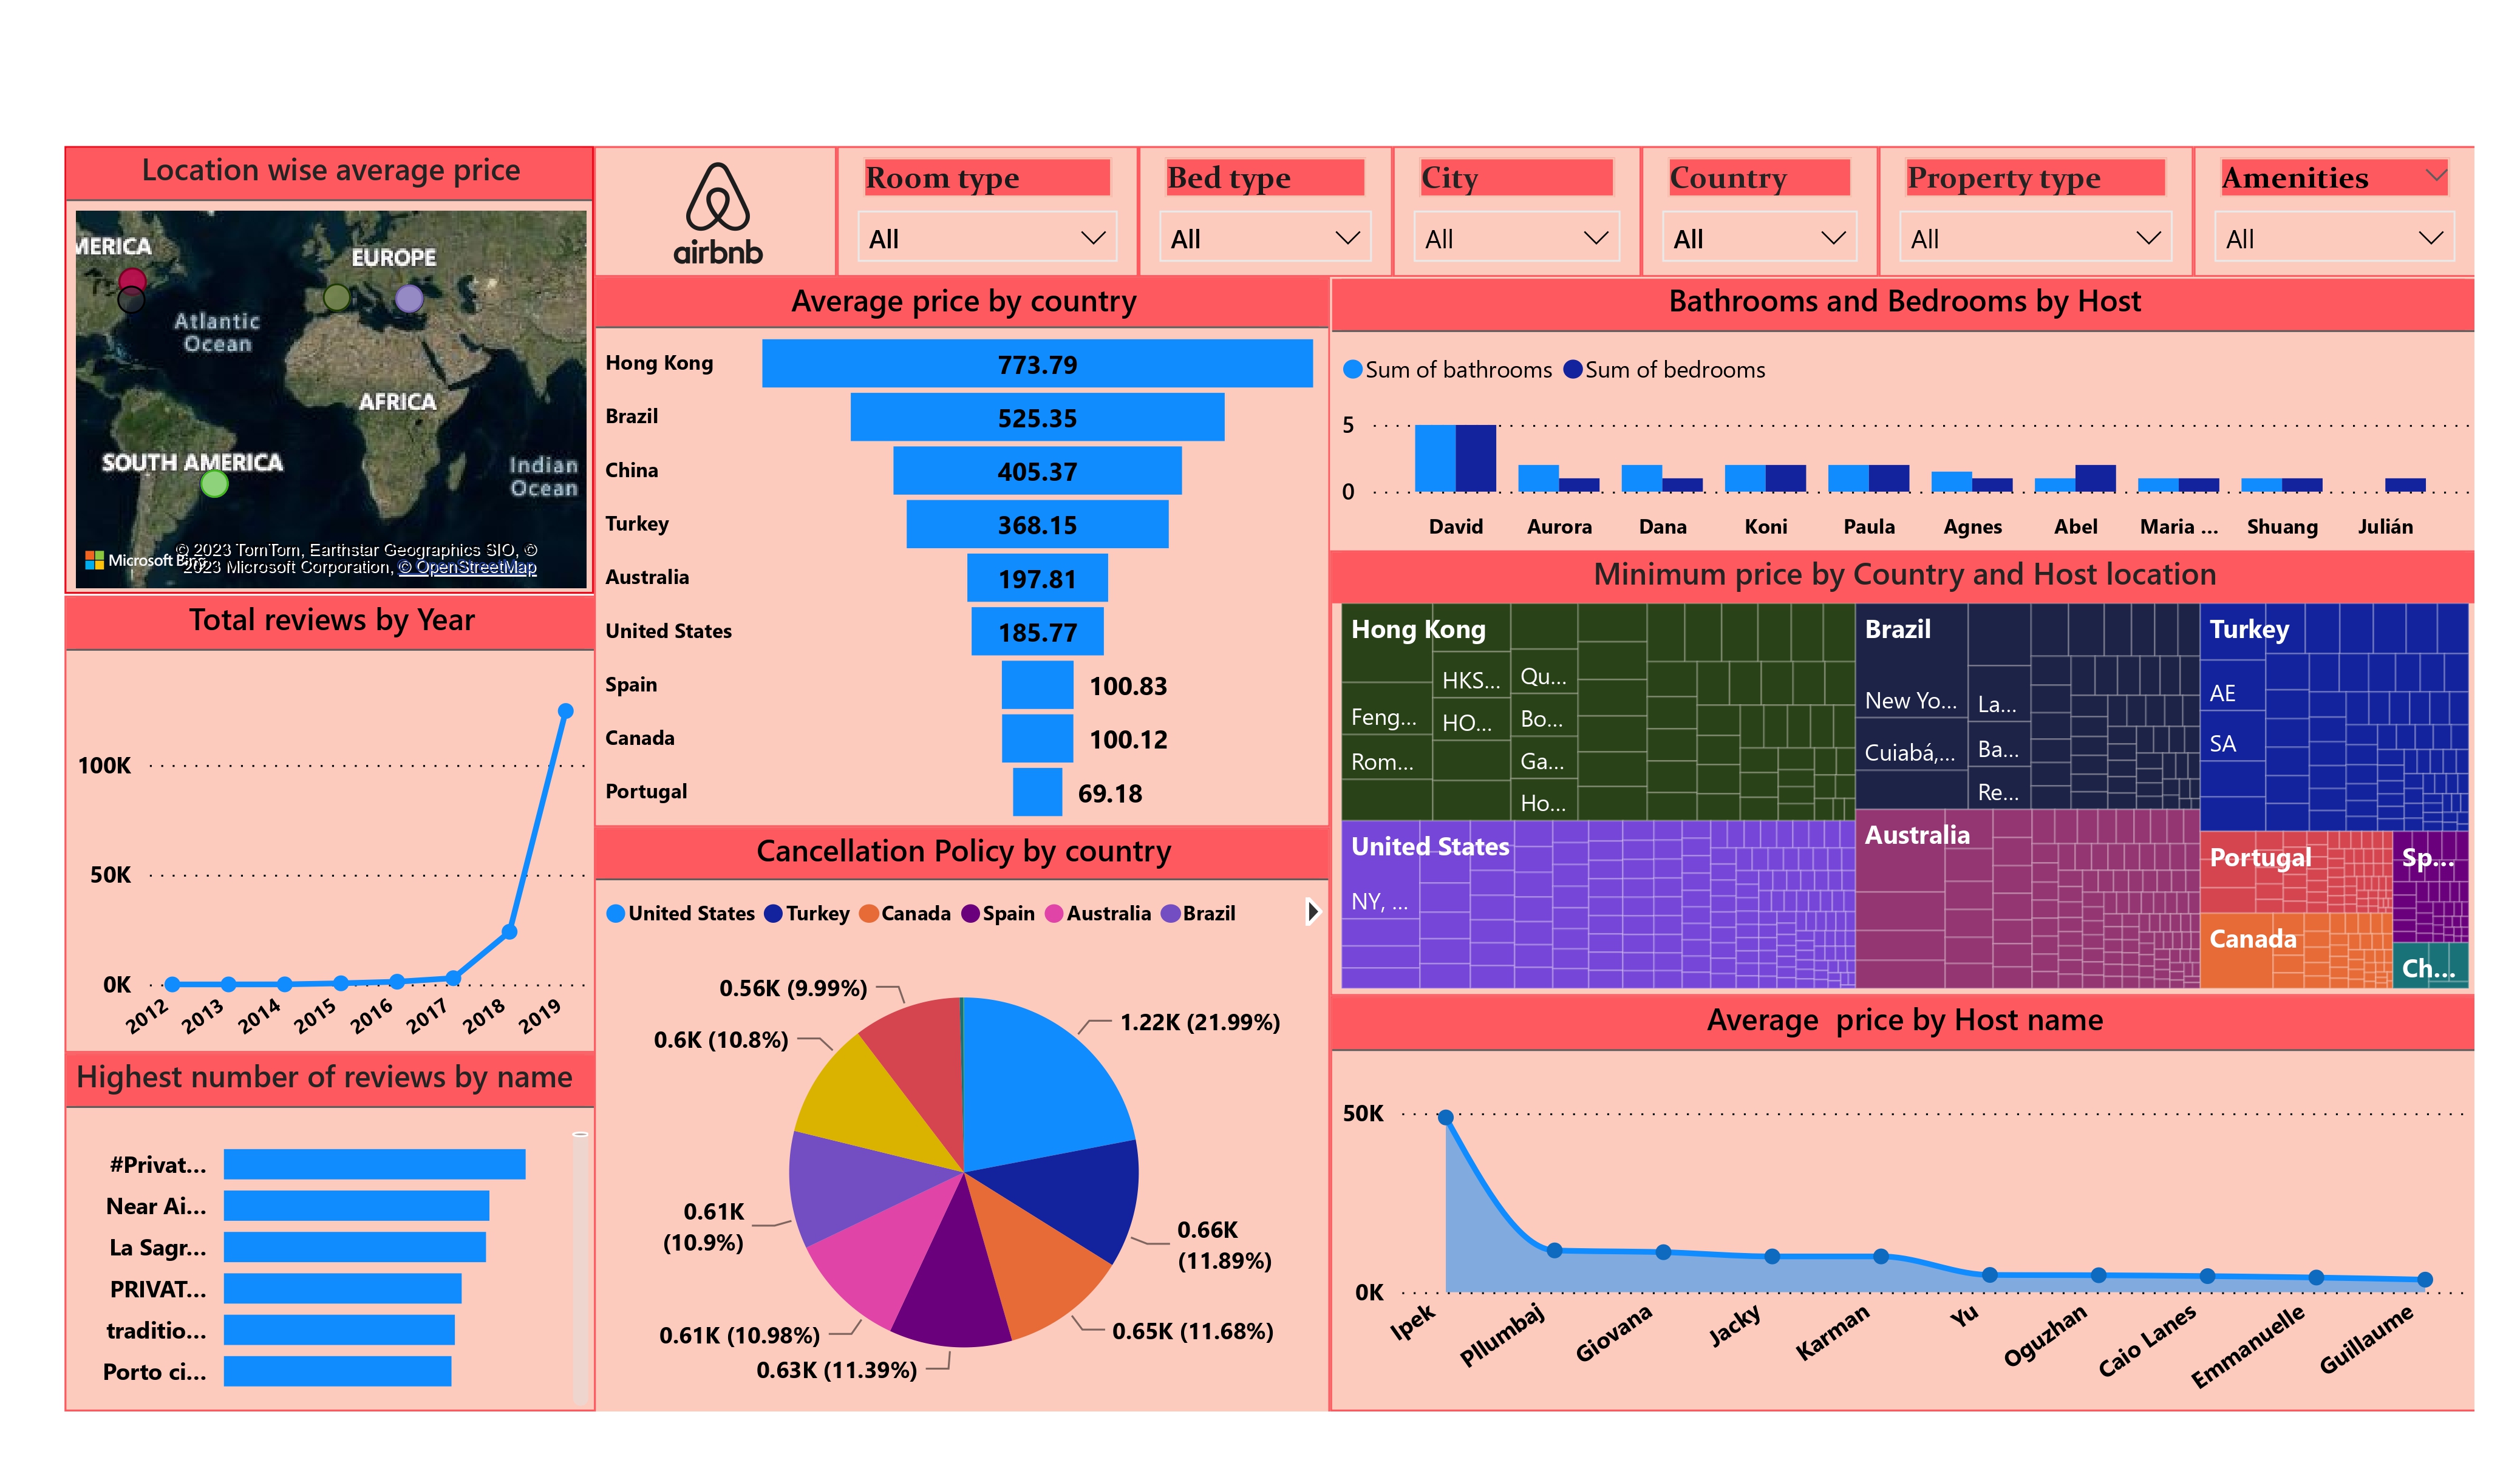 Location wise average price
MERICA
EUROPE
Atlantic
Ocean
AFRICA
SOUTH AMERICA
Indian
Ocean
Microsoft Bing
© 2023 TomTom, Earthstar Geographics SIO, ©
2023 Microsoft Corporation, © OpenStreetMap
airbnb
Room type
All
Bed type
All
City
All
Country
All
Property type
All
Amenities
All
Total reviews by Year
100K
50K
0K
2012
2013
2014
2015
2016
2017
2018
2019
Highest number of reviews by name
#Privat...
Near Ai...
La Sagr...
PRIVAT...
traditio...
Porto ci...
Average price by country
Hong Kong 773.79
Brazil 525.35
China 405.37
Turkey 368.15
Australia 197.81
United States 185.77
Spain 100.83
Canada 100.12
Portugal 69.18
Cancellation Policy by country
United States Turkey Canada Spain Australia Brazil
0.56K (9.99%)
1.22K (21.99%)
0.6K (10.8%)
0.61K
(10.9%)
0.66K
(11.89%)
0.61K (10.98%)
0.65K (11.68%)
0.63K (11.39%)
Bathrooms and Bedrooms by Host
Sum of bathrooms Sum of bedrooms
5
0
David Aurora Dana Koni Paula Agnes Abel Maria ... Shuang Julián
Minimum price by Country and Host location
Hong Kong
Feng...
Rom...
HKS...
HO...
Qu...
Bo...
Ga...
Ho...
United States
NY, ...
Brazil
New Yo...
Cuiabá,...
La...
Ba...
Re...
Australia
Turkey
AE
SA
Portugal
Sp...
Canada
Ch...
Average  price by Host name
50K
0K
Ipek
Pllumbaj
Giovana
Jacky
Karman
Yu
Oguzhan
Caio Lanes
Emmanuelle
Guillaume